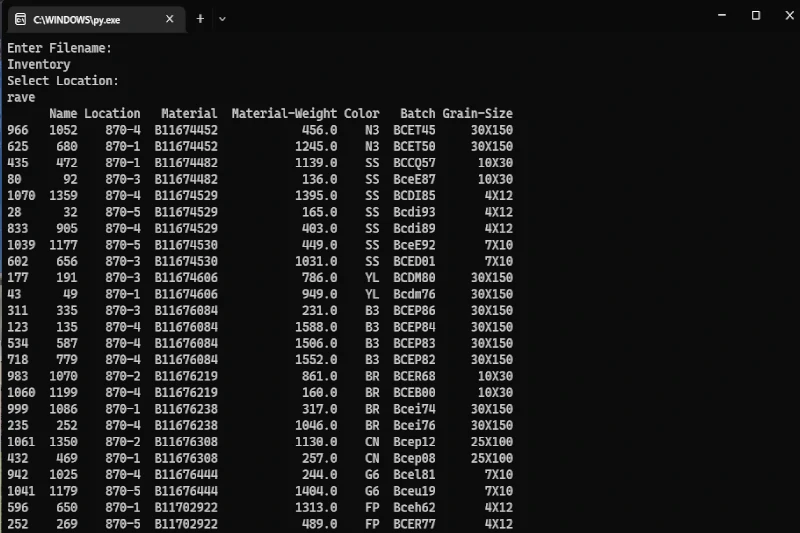 C:\WINDOWS\py.exe
Enter Filename:
Inventory
Select Location:
rave
Name Location Material Material-Weight Color Batch Grain-Size
966 1052 870-4 B11674452 456.0 N3 BCET45 30X150
625 680 870-1 B11674452 1245.0 N3 BCET50 30X150
435 472 870-1 B11674482 1139.0 SS BCCQ57 10X30
80 92 870-3 B11674482 136.0 SS BceE87 10X30
1070 1359 870-4 B11674529 1395.0 SS BCDI85 4X12
28 32 870-5 B11674529 165.0 SS Bcdi93 4X12
833 905 870-4 B11674529 403.0 SS Bcdi89 4X12
1039 1177 870-5 B11674530 449.0 SS BceE92 7X10
602 656 870-3 B11674530 1031.0 SS BCED01 7X10
177 191 870-3 B11674606 786.0 YL BCDM80 30X150
43 49 870-1 B11674606 949.0 YL Bcdm76 30X150
311 335 870-3 B11676084 231.0 B3 BCEP86 30X150
123 135 870-4 B11676084 1588.0 B3 BCEP84 30X150
534 587 870-4 B11676084 1506.0 B3 BCEP83 30X150
718 779 870-4 B11676084 1552.0 B3 BCEP82 30X150
983 1070 870-2 B11676219 861.0 BR BCER68 10X30
1060 1199 870-4 B11676219 160.0 BR BCEB00 10X30
999 1086 870-1 B11676238 317.0 BR Bcei74 30X150
235 252 870-4 B11676238 1046.0 BR Bcei76 30X150
1061 1350 870-2 B11676308 1130.0 CN Bcep12 25X100
432 469 870-1 B11676308 257.0 CN Bcep08 25X100
942 1025 870-4 B11676444 244.0 G6 Bcel81 7X10
1041 1179 870-5 B11676444 1404.0 G6 Bceu19 7X10
596 650 870-1 B11702922 1313.0 FP Bceh62 4X12
252 269 870-5 B11702922 489.0 FP BCER77 4X12